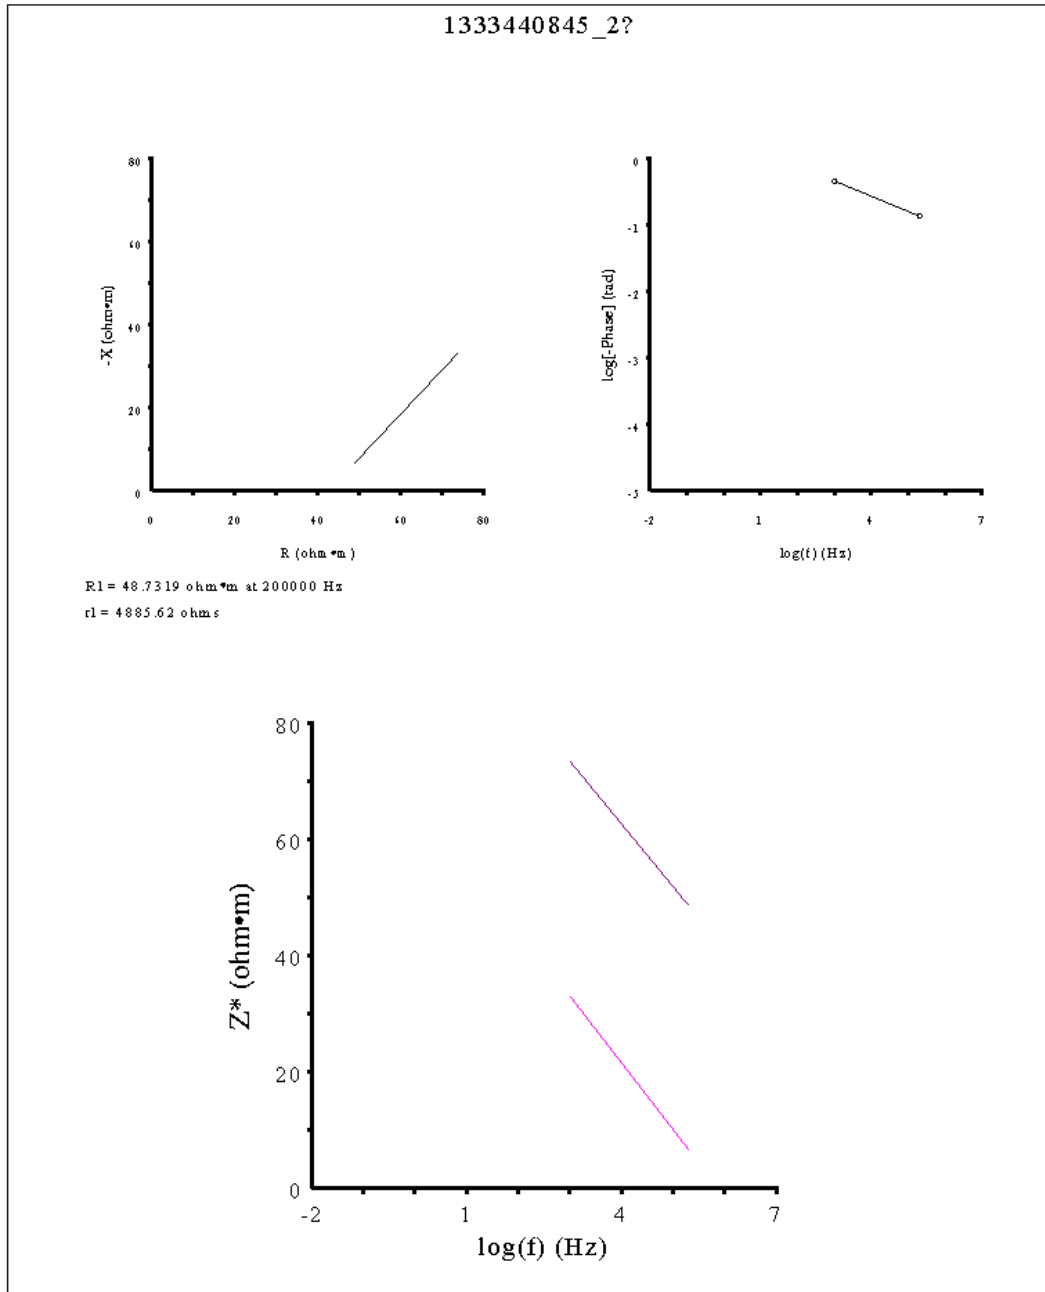 1333440845_2?
80
60
40
20
0
-X (ohm•m)
0 20 40 60 80
R (ohm•m)
0
-1
-2
-3
-4
-5
log[-Phase] (rad)
-2 1 4 7
log(f) (Hz)
R1 = 48.7319 ohm•m at 200000 Hz
r1 = 4885.62 ohms
80
60
40
20
0
Z* (ohm•m)
-2 1 4 7
log(f) (Hz)